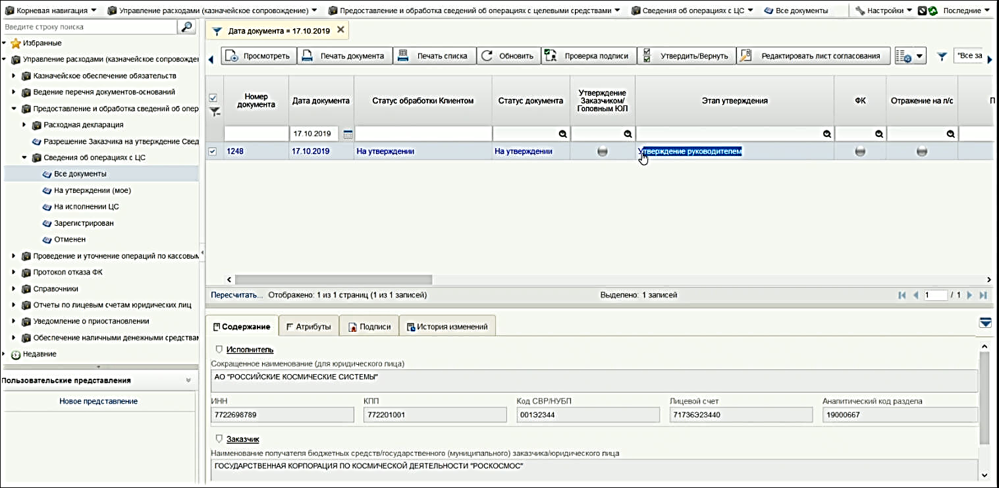 Корневая навигация
Управление расходами (казначейское сопровождение)
Предоставление и обработка сведений об операциях с целевыми средствами
Сведения об операциях с ЦС
Все документы
Настройки
Последние
Введите строку поиска
Избранные
Управление расходами (казначейское сопровожде
Казначейское обеспечение обязательств
Ведение перечня документов-оснований
Предоставление и обработка сведений об опер
Расходная декларация
Разрешение Заказчика на утверждение Свед
Сведения об операциях с ЦС
Все документы
На утверждении (мое)
На исполнении ЦС
Зарегистрирован
Отменен
Проведение и уточнение операций по кассовым
Протокол отказа ФК
Справочники
Отчеты по лицевым счетам юридических лиц
Уведомление о приостановлении
Обеспечение наличными денежными средствам
Недавние
Пользовательские представления
Новое представление
Дата документа = 17.10.2019
Просмотреть
Печать документа
Печать списка
Обновить
Проверка подписи
Утвердить/Вернуть
Редактировать лист согласования
"Все за
Номер документа
Дата документа
Статус обработки Клиентом
Статус документа
Утверждение Заказчиком/ Головным ЮЛ
Этап утверждения
ФК
Отражение на л/с
П
17.10.2019
1248
17.10.2019
На утверждении
На утверждении
Утверждение руководителем
Пересчитать...
Отображено: 1 из 1 страниц (1 из 1 записей)
Выделено: 1 записей
1
/ 1
Содержание
Атрибуты
Подписи
История изменений
Исполнитель
Сокращенное наименование (для юридического лица)
АО "РОССИЙСКИЕ КОСМИЧЕСКИЕ СИСТЕМЫ"
ИНН
КПП
Код СВР/НУБП
Лицевой счет
Аналитический код раздела
7722698789
772201001
001Э2344
71736Э23440
19000667
Заказчик
Наименование получателя бюджетных средств/государственного (муниципального) заказчика/юридического лица
ГОСУДАРСТВЕННАЯ КОРПОРАЦИЯ ПО КОСМИЧЕСКОЙ ДЕЯТЕЛЬНОСТИ "РОСКОСМОС"